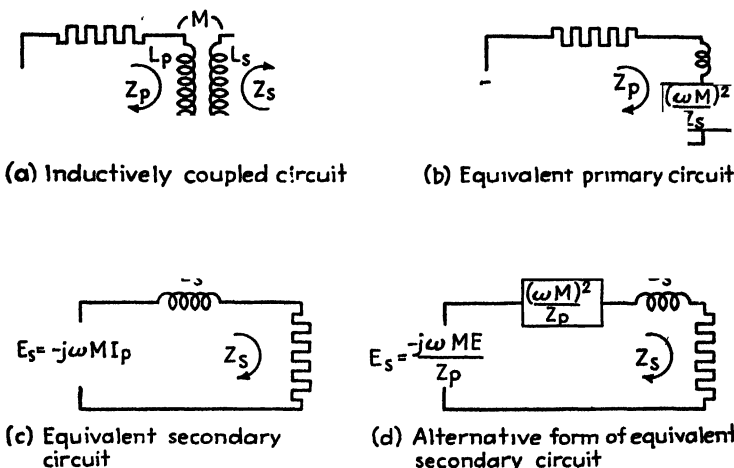 M
Lp Ls
Zp Zs
(a) Inductively coupled circuit
Zp
(ωM)²
Zs
(b) Equivalent primary circuit
Es= -jωMIp
Zs
(c) Equivalent secondary
circuit
(ωM)²
Zp
Es= -jωME
Zp
Zs
(d) Alternative form of equivalent
secondary circuit